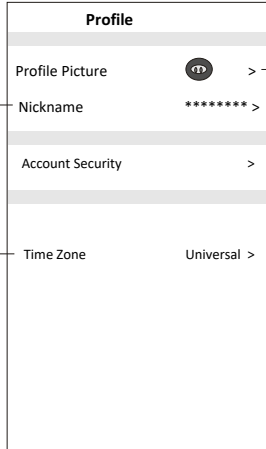 Profile
Profile Picture >
Nickname ******** >
Account Security >
Time Zone Universal >